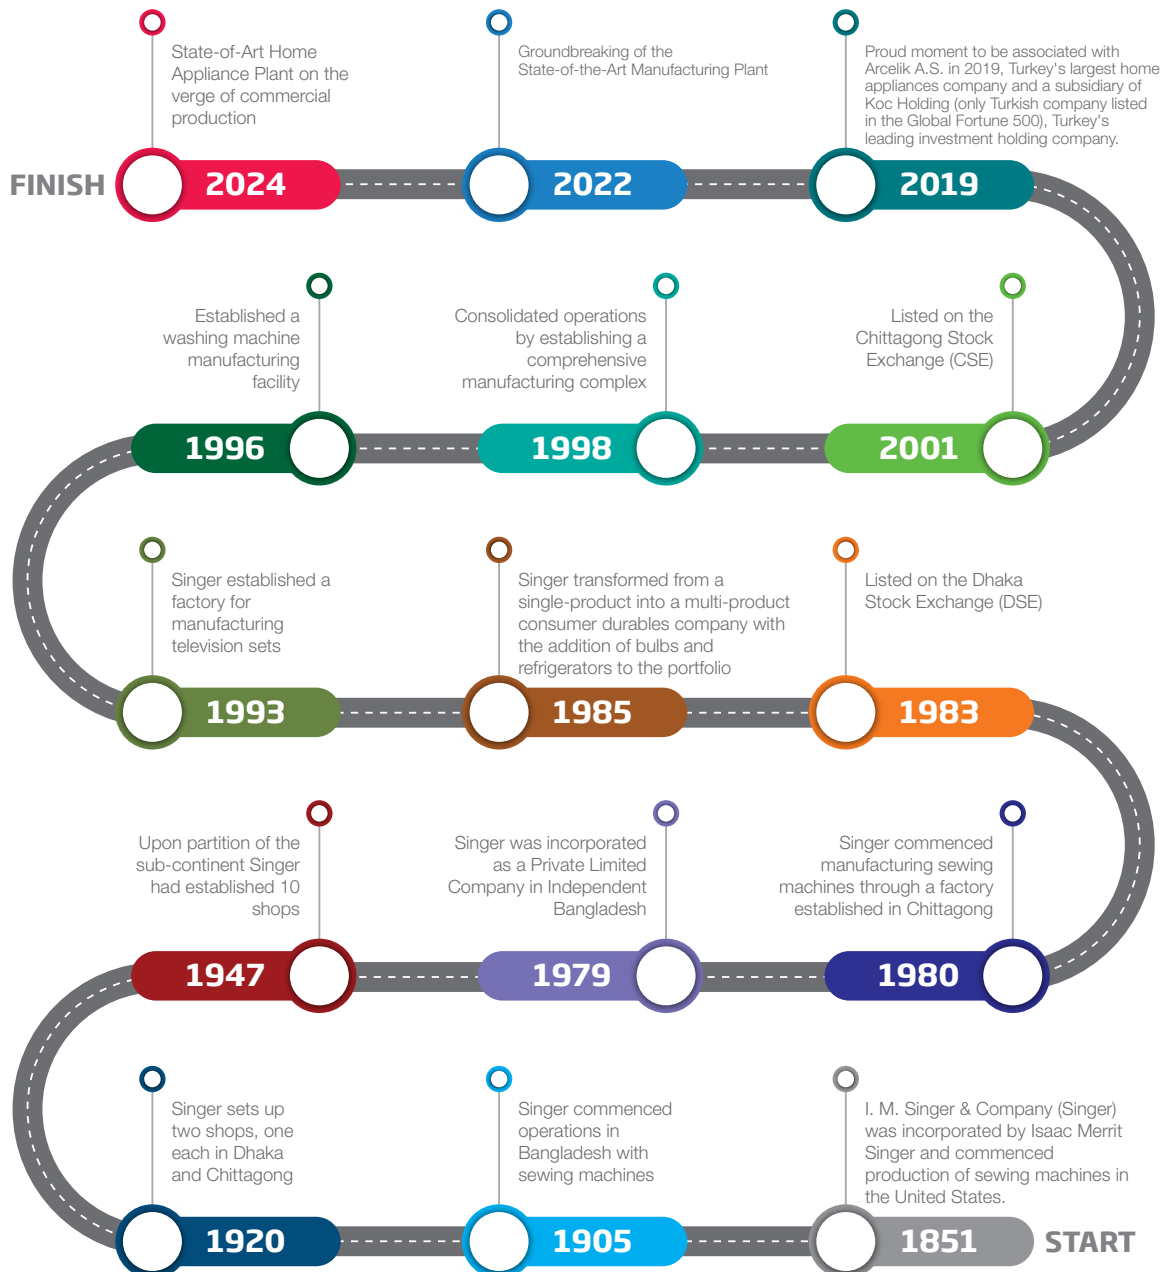 State-of-Art Home
Appliance Plant on the
verge of commercial
production
Groundbreaking of the
State-of-the-Art Manufacturing Plant
Proud moment to be associated with
Arcelik A.S. in 2019, Turkey's largest home
appliances company and a subsidiary of
Koc Holding (only Turkish company listed
in the Global Fortune 500), Turkey's
leading investment holding company.
FINISH
2024
2022
2019
Established a
washing machine
manufacturing
facility
Consolidated operations
by establishing a
comprehensive
manufacturing complex
Listed on the
Chittagong Stock
Exchange (CSE)
1996
1998
2001
Singer established a
factory for
manufacturing
television sets
Singer transformed from a
single-product into a multi-product
consumer durables company with
the addition of bulbs and
refrigerators to the portfolio
Listed on the Dhaka
Stock Exchange (DSE)
1993
1985
1983
Upon partition of the
sub-continent Singer
had established 10
shops
Singer was incorporated
as a Private Limited
Company in Independent
Bangladesh
Singer commenced
manufacturing sewing
machines through a factory
established in Chittagong
1947
1979
1980
Singer sets up
two shops, one
each in Dhaka
and Chittagong
Singer commenced
operations in
Bangladesh with
sewing machines
I. M. Singer & Company (Singer)
was incorporated by Isaac Merrit
Singer and commenced
production of sewing machines in
the United States.
1920
1905
1851
START